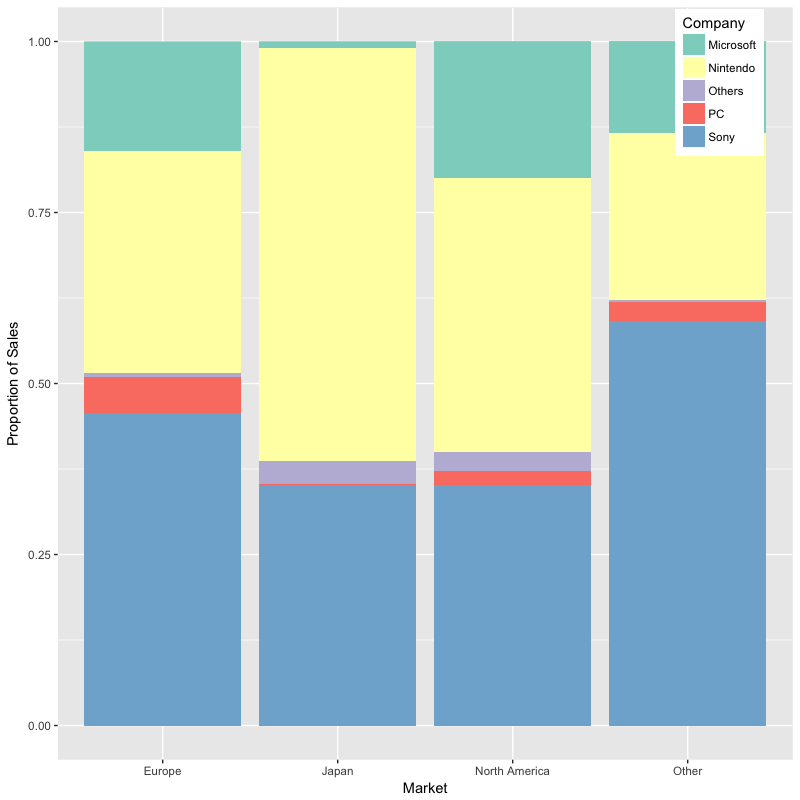 Company
Microsoft
Nintendo
Others
PC
Sony
1.00
0.75
0.50
0.25
0.00
Proportion of Sales
Europe
Japan
North America
Other
Market